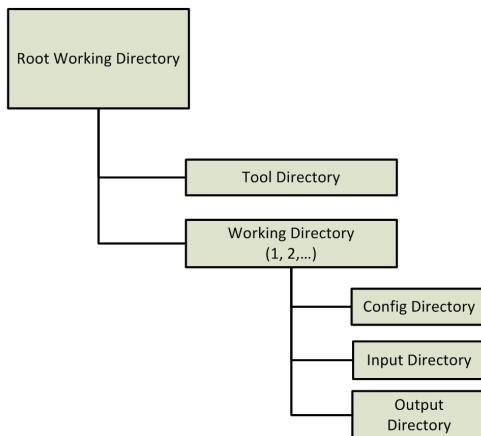 Root Working Directory
Tool Directory
Working Directory
(1, 2,...)
Config Directory
Input Directory
Output
Directory